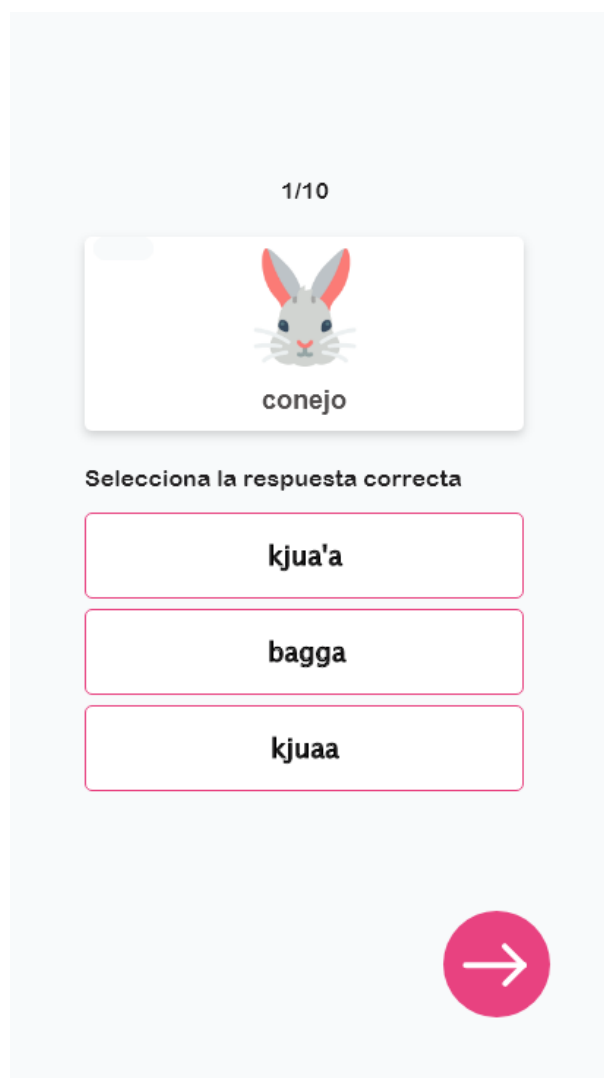 1/10
conejo
Selecciona la respuesta correcta
kjua'a
bagga
kjuaa